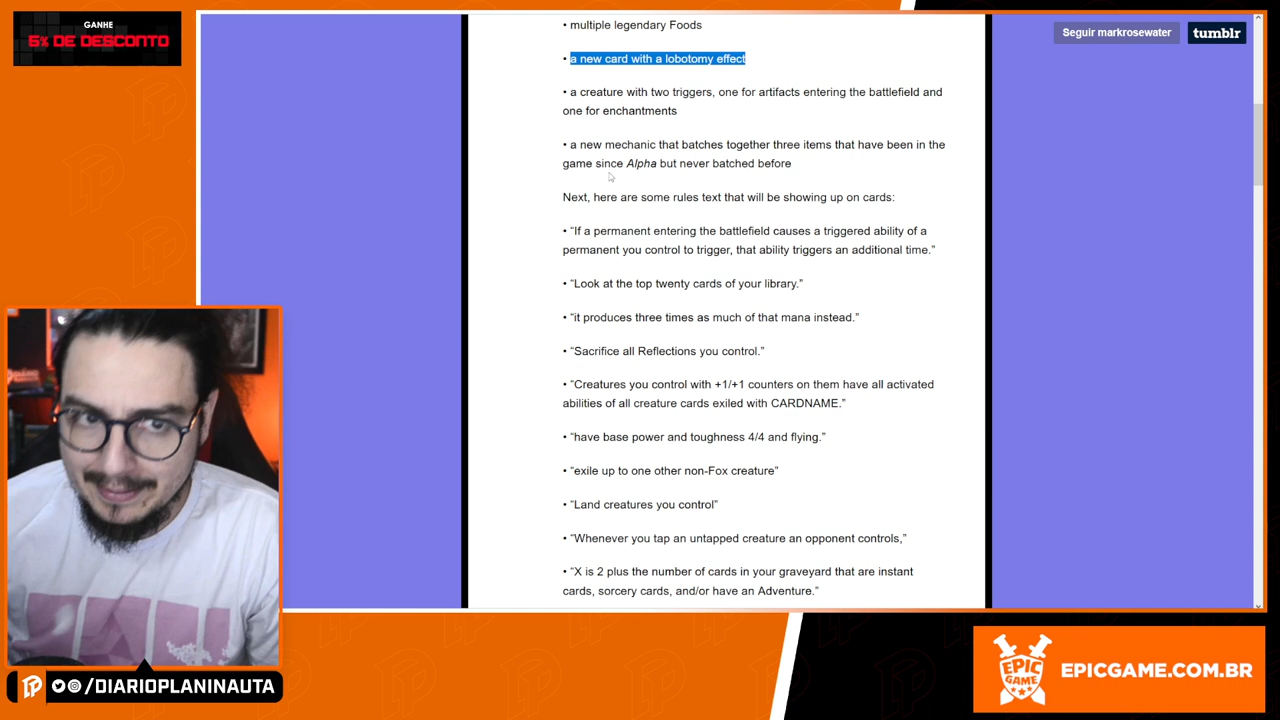 GANHE
5% DE DESCONTO
Seguir markrosewater
tumblr
• multiple legendary Foods
• a new card with a lobotomy effect
• a creature with two triggers, one for artifacts entering the battlefield and
one for enchantments
• a new mechanic that batches together three items that have been in the
game since Alpha but never batched before
Next, here are some rules text that will be showing up on cards:
• “If a permanent entering the battlefield causes a triggered ability of a
permanent you control to trigger, that ability triggers an additional time.”
• “Look at the top twenty cards of your library.”
• “it produces three times as much of that mana instead.”
• “Sacrifice all Reflections you control.”
• “Creatures you control with +1/+1 counters on them have all activated
abilities of all creature cards exiled with CARDNAME.”
• “have base power and toughness 4/4 and flying.”
• “exile up to one other non-Fox creature”
• “Land creatures you control”
• “Whenever you tap an untapped creature an opponent controls,”
• “X is 2 plus the number of cards in your graveyard that are instant
cards, sorcery cards, and/or have an Adventure.”
/DIARIOPLANINAUTA
EPIC
GAME
EPICGAME.COM.BR